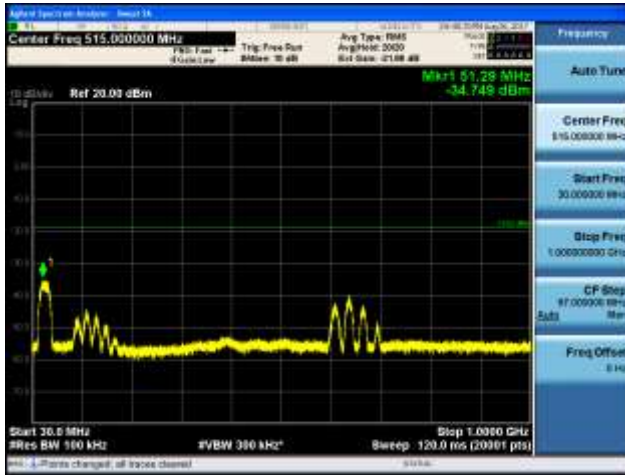 Agilent Spectrum Analyzer - Swept SA
Center Freq 515.000000 MHz
PNO: Fast
Trig: Free Run
#Atten: 10 dB
Avg Type: RMS
Avg|Hold: 20/20
Ext Gain: -21.00 dB
Frequency
Mkr1 51.29 MHz
-34.749 dBm
10 dB/div
Ref 20.00 dBm
Log
Auto Tune
Center Freq
515.000000 MHz
Start Freq
30.000000 MHz
Stop Freq
1.000000000 GHz
CF Step
97.000000 MHz
Auto
Man
Freq Offset
0 Hz
Start 30.0 MHz
Stop 1.0000 GHz
#Res BW 100 kHz
#VBW 300 kHz*
Sweep 120.0 ms (20001 pts)
Points changed; all traces cleared
STATUS